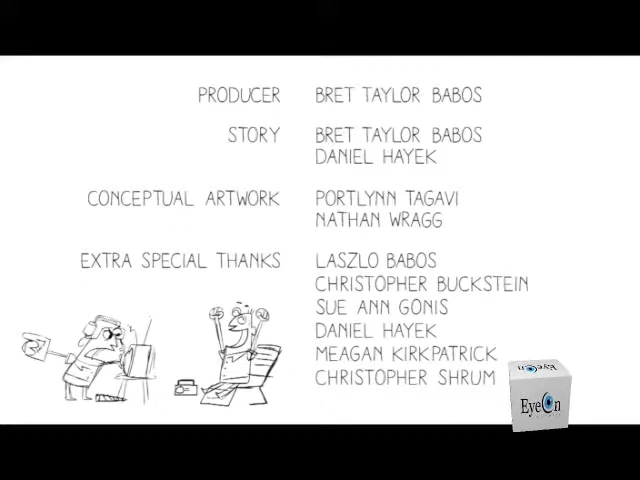 PRODUCER BRET TAYLOR BABOS
STORY BRET TAYLOR BABOS
DANIEL HAYEK
CONCEPTUAL ARTWORK PORTLYNN TAGAVI
NATHAN WRAGG
EXTRA SPECIAL THANKS LASZLO BABOS
CHRISTOPHER BUCKSTEIN
SUE ANN GONIS
DANIEL HAYEK
MEAGAN KIRKPATRICK
CHRISTOPHER SHRUM
EyeOn
EyeOn